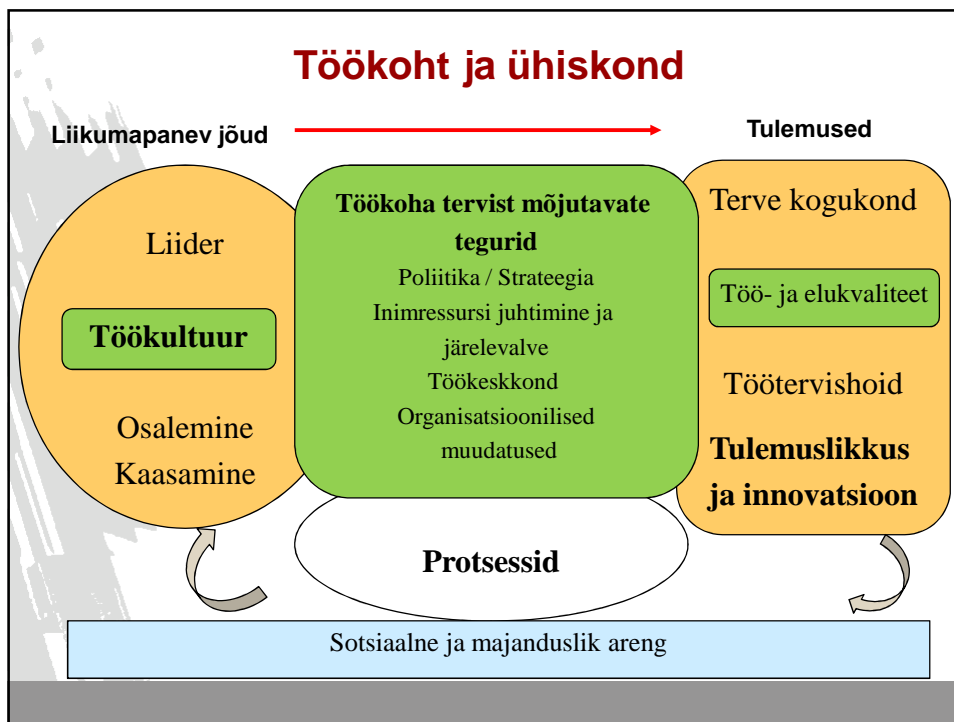 Töökoht ja ühiskond
Liikumapanev jõud
Tulemused
Liider
Töökultuur
Osalemine
Kaasamine
Töökoha tervist mõjutavate
tegurid
Poliitika / Strateegia
Inimressursi juhtimine ja
järelevalve
Töökeskkond
Organisatsioonilised
muudatused
Terve kogukond
Töö- ja elukvaliteet
Töötervishoid
Tulemuslikkus
ja innovatsioon
Protsessid
Sotsiaalne ja majanduslik areng